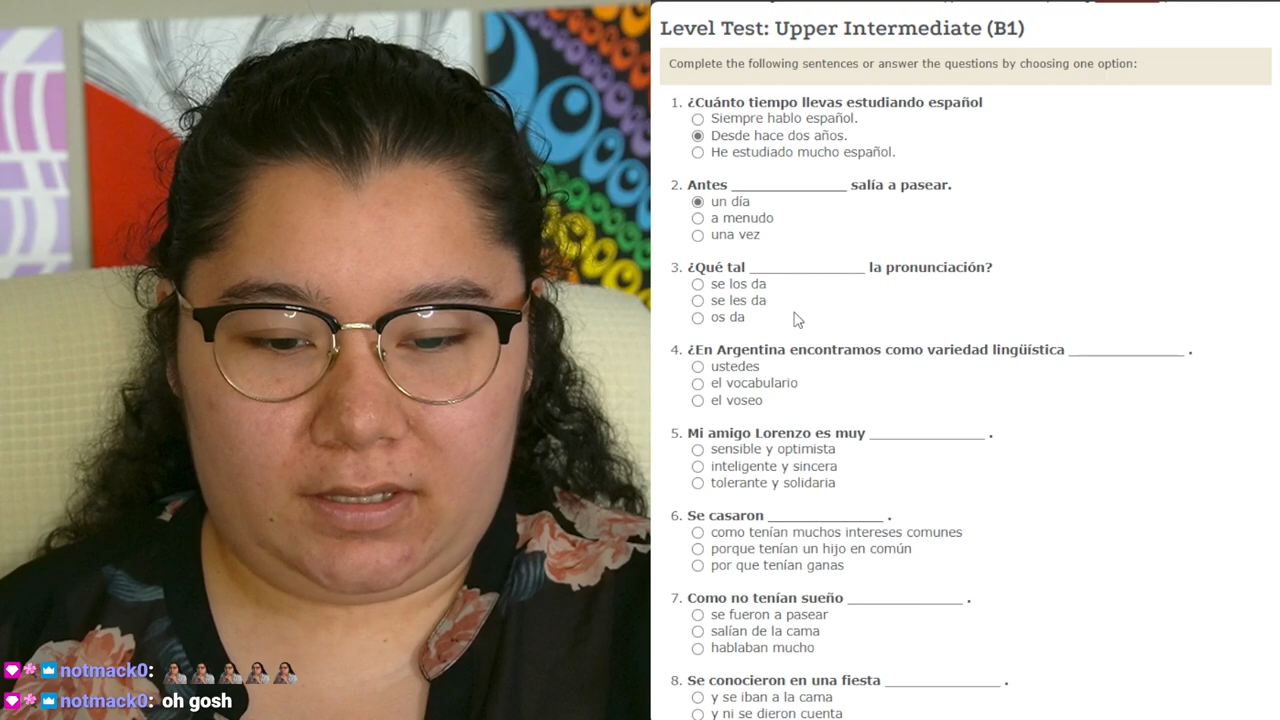 Level Test: Upper Intermediate (B1)
Complete the following sentences or answer the questions by choosing one option:
1. ¿Cuánto tiempo llevas estudiando español
Siempre hablo español.
Desde hace dos años.
He estudiado mucho español.
2. Antes _______________ salía a pasear.
un día
a menudo
una vez
3. ¿Qué tal _______________ la pronunciación?
se los da
se les da
os da
4. ¿En Argentina encontramos como variedad lingüística _______________ .
ustedes
el vocabulario
el voseo
5. Mi amigo Lorenzo es muy _______________ .
sensible y optimista
inteligente y sincera
tolerante y solidaria
6. Se casaron _______________ .
como tenían muchos intereses comunes
porque tenían un hijo en común
por que tenían ganas
7. Como no tenían sueño _______________ .
se fueron a pasear
salían de la cama
hablaban mucho
8. Se conocieron en una fiesta _______________ .
y se iban a la cama
y ni se dieron cuenta
notmack0:
notmack0: oh gosh